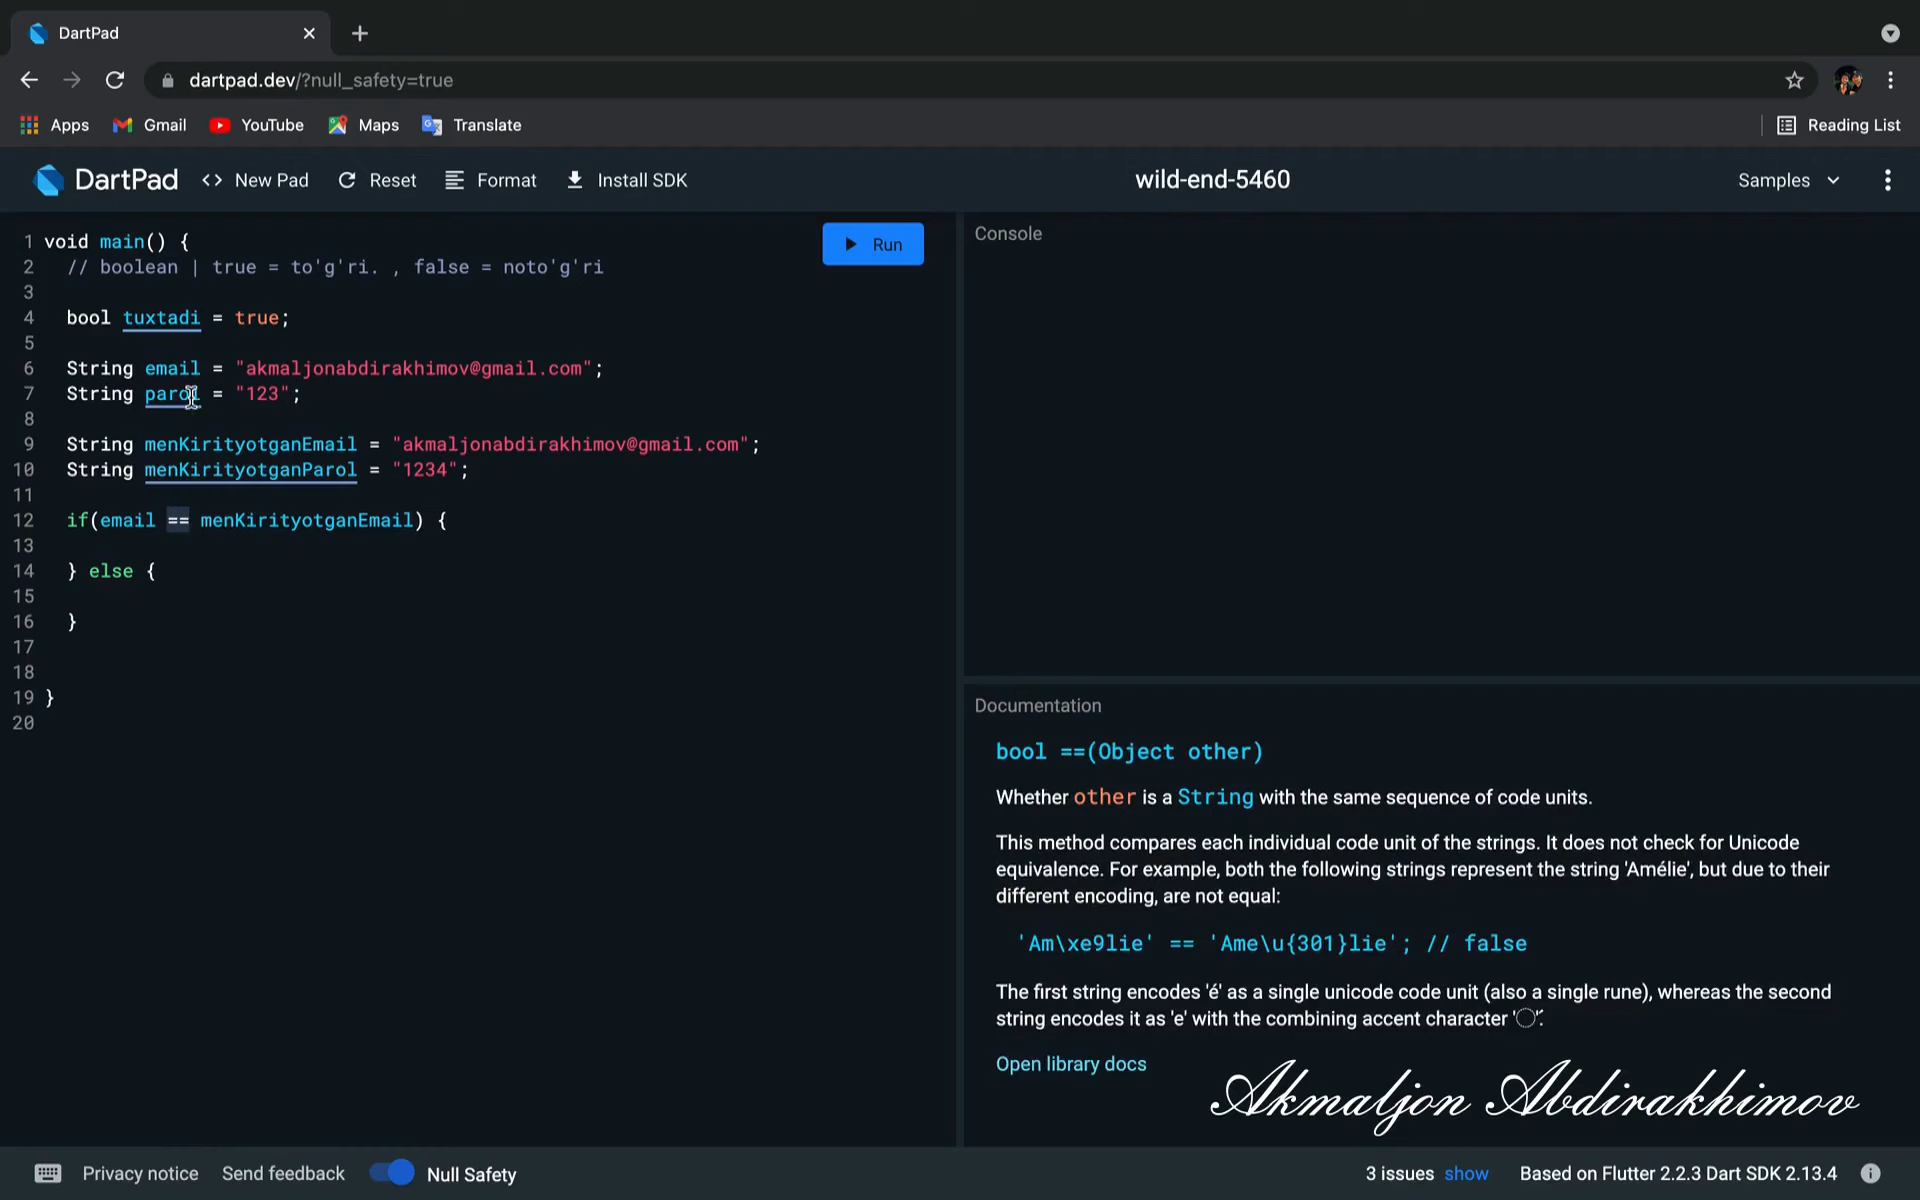 DartPad
dartpad.dev/?null_safety=true
Apps Gmail YouTube Maps Translate Reading List
DartPad <> New Pad Reset Format Install SDK wild-end-5460 Samples
1 void main() {
2 // boolean | true = to'g'ri. , false = noto'g'ri
3
4 bool tuxtadi = true;
5
6 String email = "akmaljonabdirakhimov@gmail.com";
7 String parol = "123";
8
9 String menKirityotganEmail = "akmaljonabdirakhimov@gmail.com";
10 String menKirityotganParol = "1234";
11
12 if(email == menKirityotganEmail) {
13
14 } else {
15
16 }
17
18
19 }
20
Run
Console
Documentation
bool ==(Object other)
Whether other is a String with the same sequence of code units.
This method compares each individual code unit of the strings. It does not check for Unicode
equivalence. For example, both the following strings represent the string 'Amélie', but due to their
different encoding, are not equal:
'Am\xe9lie' == 'Ame\u{301}lie'; // false
The first string encodes 'é' as a single unicode code unit (also a single rune), whereas the second
string encodes it as 'e' with the combining accent character '◌́'.
Open library docs
Akmaljon Abdirakhimov
Privacy notice Send feedback Null Safety 3 issues show Based on Flutter 2.2.3 Dart SDK 2.13.4